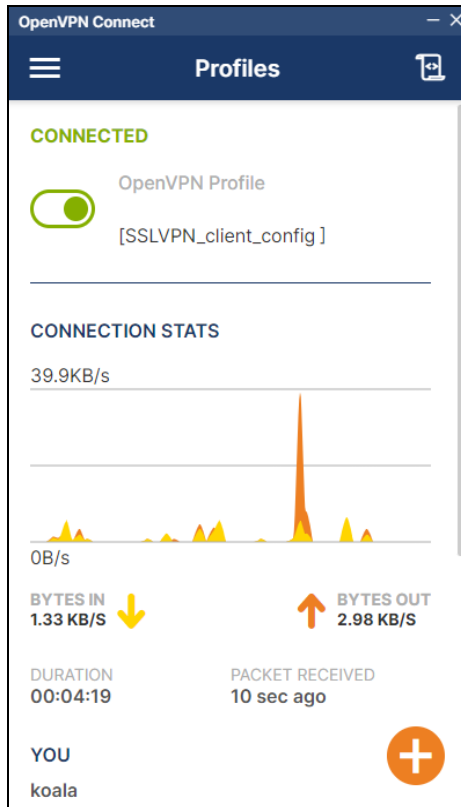 OpenVPN Connect
Profiles
CONNECTED
OpenVPN Profile
[SSLVPN_client_config ]
CONNECTION STATS
39.9KB/s
0B/s
BYTES IN
1.33 KB/S
BYTES OUT
2.98 KB/S
DURATION
00:04:19
PACKET RECEIVED
10 sec ago
YOU
koala